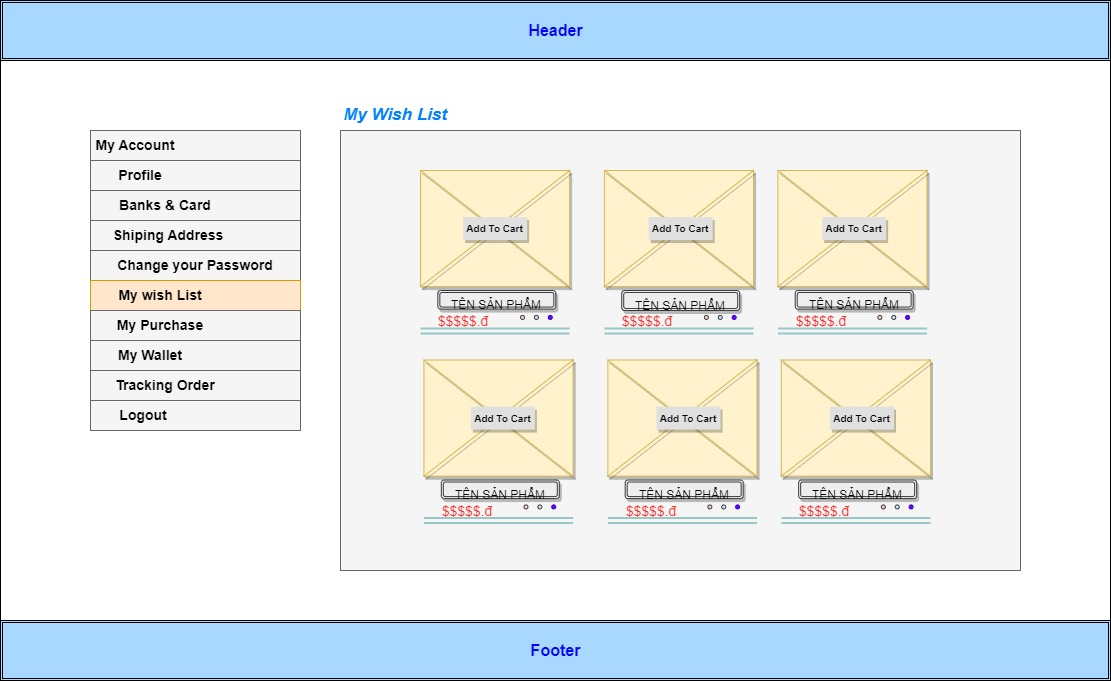 Header
My Wish List
My Account
Profile
Banks & Card
Shiping Address
Change your Password
My wish List
My Purchase
My Wallet
Tracking Order
Logout
Add To Cart
Add To Cart
Add To Cart
TÊN SẢN PHẨM
TÊN SẢN PHẨM
TÊN SẢN PHẨM
$$$$$.đ
$$$$$.đ
$$$$$.đ
Add To Cart
Add To Cart
Add To Cart
TÊN SẢN PHẨM
TÊN SẢN PHẨM
TÊN SẢN PHẨM
$$$$$.đ
$$$$$.đ
$$$$$.đ
Footer